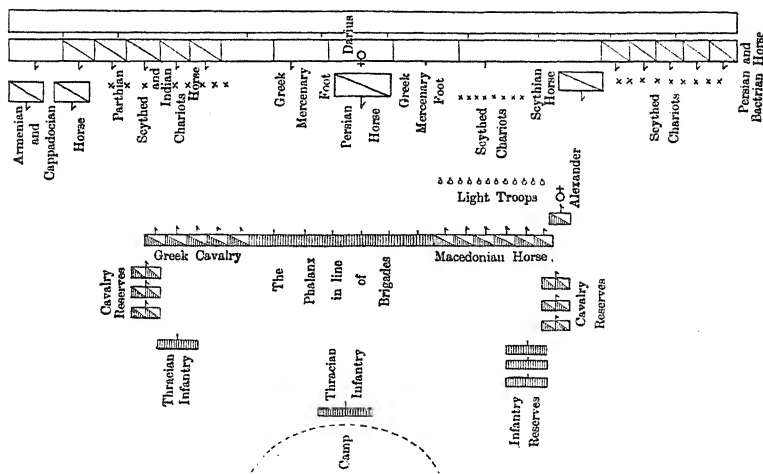 Darius
Armenian
and
Cappadocian
Horse
Parthian
Scythed and
Indian
Chariots
Horse
Greek
Mercenary
Foot
Persian
Horse
Greek
Mercenary
Foot
Scythed
Chariots
Scythian
Horse
Scythed
Chariots
Persian and
Bactrian Horse
Light Troops
Alexander
Greek Cavalry
The
Phalanx
in line
of
Brigades
Macedonian Horse
Cavalry
Reserves
Cavalry
Reserves
Thracian
Infantry
Thracian
Infantry
Infantry
Reserves
Camp